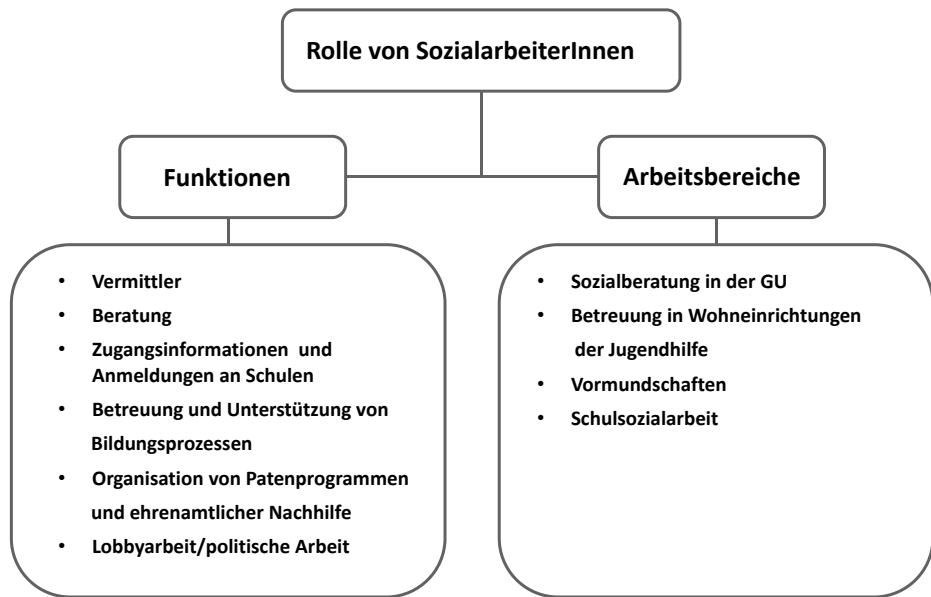 Rolle von SozialarbeiterInnen
Funktionen
• Vermittler
• Beratung
• Zugangsinformationen und
Anmeldungen an Schulen
• Betreuung und Unterstützung von
Bildungsprozessen
• Organisation von Patenprogrammen
und ehrenamtlicher Nachhilfe
• Lobbyarbeit/politische Arbeit
Arbeitsbereiche
• Sozialberatung in der GU
• Betreuung in Wohneinrichtungen
der Jugendhilfe
• Vormundschaften
• Schulsozialarbeit